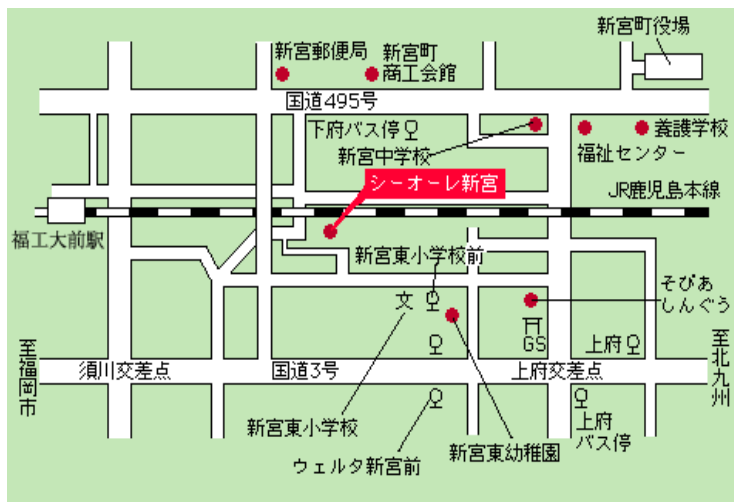 新宮町役場
新宮郵便局
新宮町
商工会館
国道495号
下府バス停
養護学校
福祉センター
新宮中学校
シーオーレ新宮
JR鹿児島本線
福工大前駅
新宮東小学校前
そぴあ
しんぐう
文
GS
上府
至福岡市
須川交差点
国道3号
上府交差点
至北九州
新宮東小学校
上府
バス停
新宮東幼稚園
ウェルタ新宮前